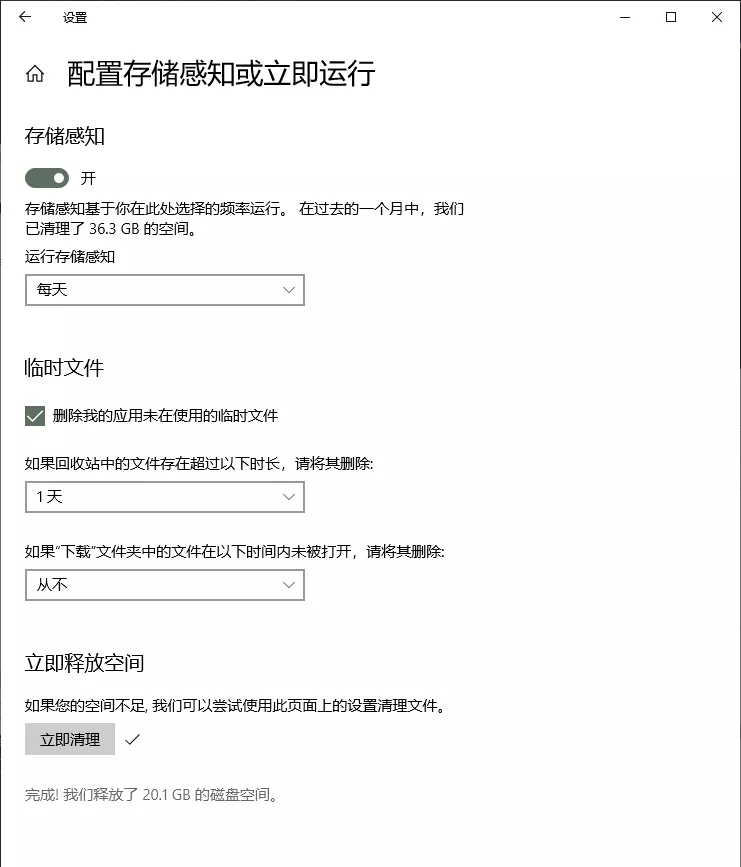 设置
配置存储感知或立即运行
存储感知
开
存储感知基于你在此处选择的频率运行。 在过去的一个月中，我们
已清理了 36.3 GB 的空间。
运行存储感知
每天
临时文件
删除我的应用未在使用的临时文件
如果回收站中的文件存在超过以下时长，请将其删除:
1 天
如果“下载”文件夹中的文件在以下时间内未被打开，请将其删除:
从不
立即释放空间
如果您的空间不足, 我们可以尝试使用此页面上的设置清理文件。
立即清理
完成! 我们释放了 20.1 GB 的磁盘空间。